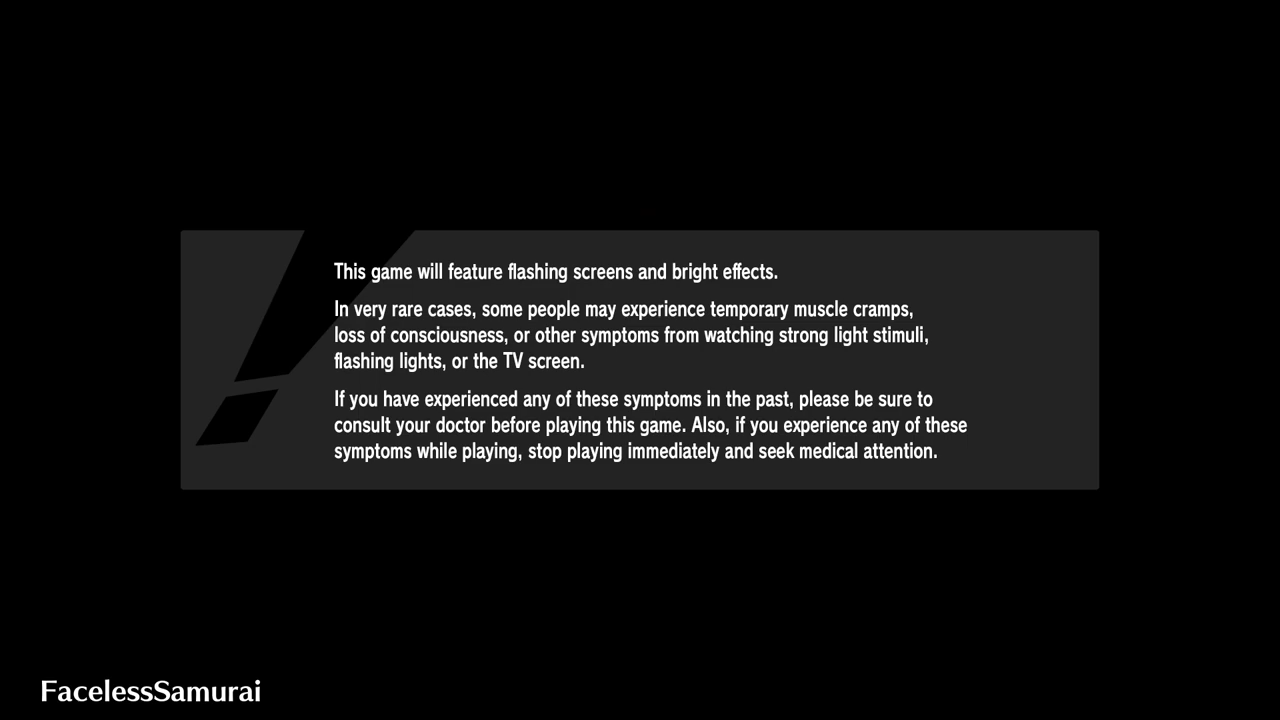 This game will feature flashing screens and bright effects.
In very rare cases, some people may experience temporary muscle cramps,
loss of consciousness, or other symptoms from watching strong light stimuli,
flashing lights, or the TV screen.
If you have experienced any of these symptoms in the past, please be sure to
consult your doctor before playing this game. Also, if you experience any of these
symptoms while playing, stop playing immediately and seek medical attention.
FacelessSamurai